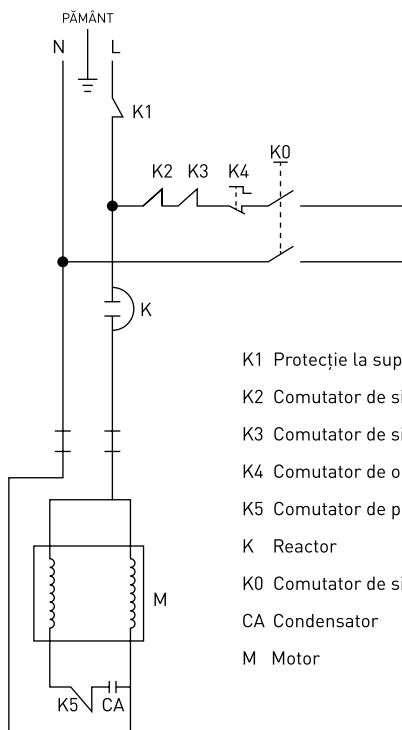 PĂMÂNT
N L
K1
K2 K3 K4 K0
K
K1 Protecție la
K2 Comutator de
K3 Comutator de
K4 Comutator de
K5 Comutator de
K Reactor
K0 Comutator de
CA Condensator
M Motor
M
K5 CA